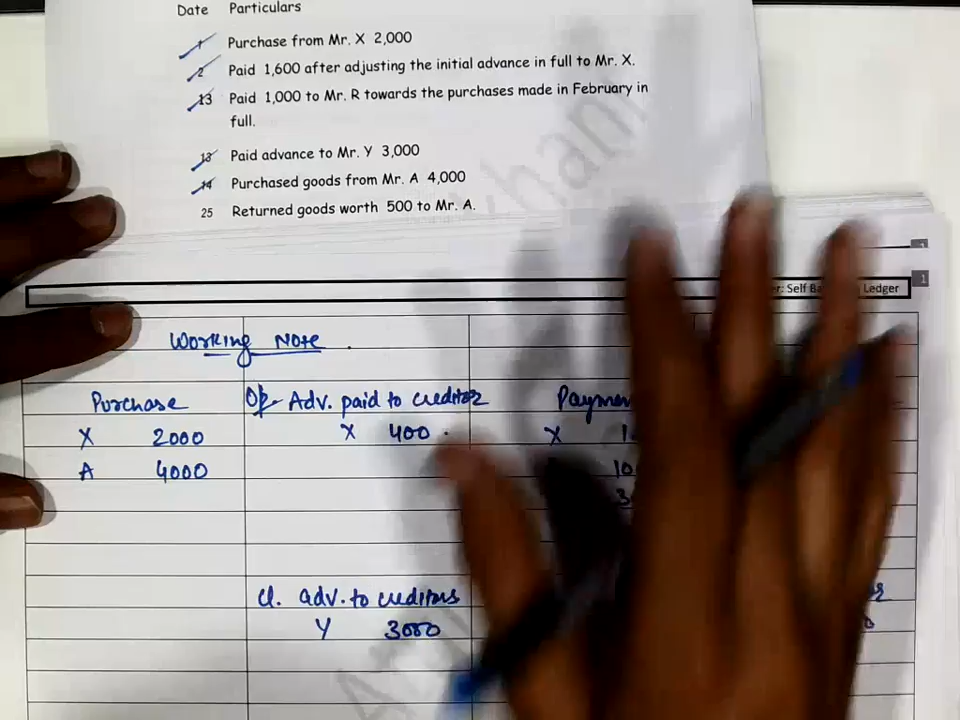 Date Particulars
1 Purchase from Mr. X 2,000
2 Paid 1,600 after adjusting the initial advance in full to Mr. X.
13 Paid 1,000 to Mr. R towards the purchases made in February in
full.
13 Paid advance to Mr. Y 3,000
14 Purchased goods from Mr. A 4,000
25 Returned goods worth 500 to Mr. A.
1
Ledger
Working Note
Purchase Op. Adv. paid to creditor
X 2000 X 400 X
A 4000
Cl. adv. to creditors
Y 3000